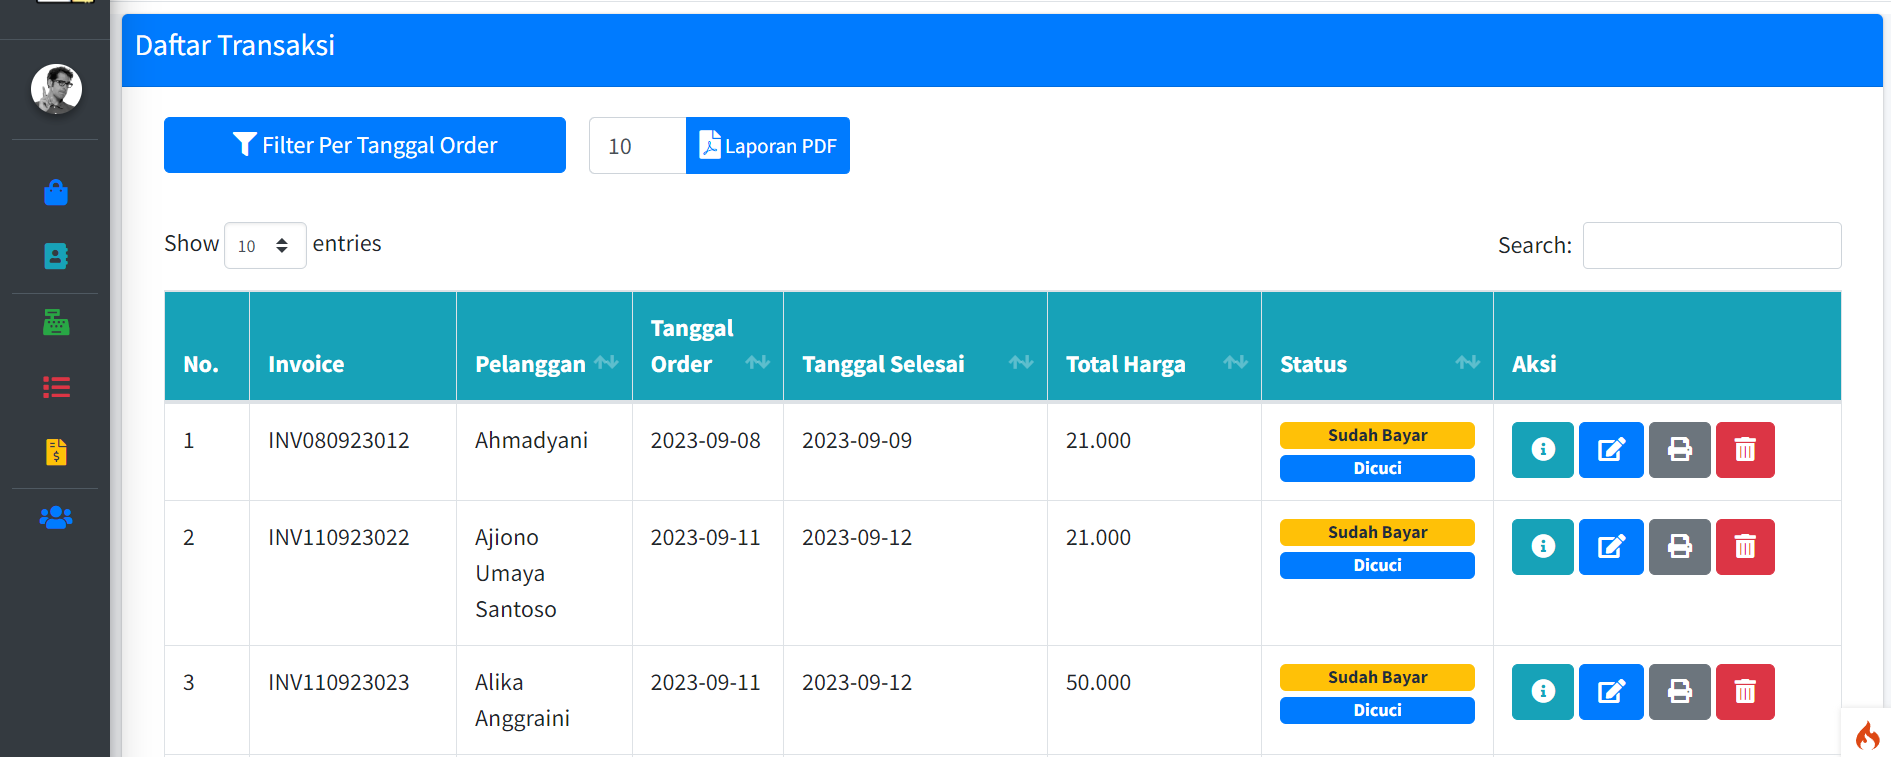 Daftar Transaksi
Filter Per Tanggal Order
10
Laporan PDF
Show 10 entries
Search:
No. Invoice Pelanggan Tanggal Order Tanggal Selesai Total Harga Status Aksi
1 INV080923012 Ahmadyani 2023-09-08 2023-09-09 21.000 Sudah Bayar
Dicuci
2 INV110923022 Ajiono 2023-09-11 2023-09-12 21.000 Sudah Bayar
Umaya Dicuci
Santoso
3 INV110923023 Alika 2023-09-11 2023-09-12 50.000 Sudah Bayar
Anggraini Dicuci